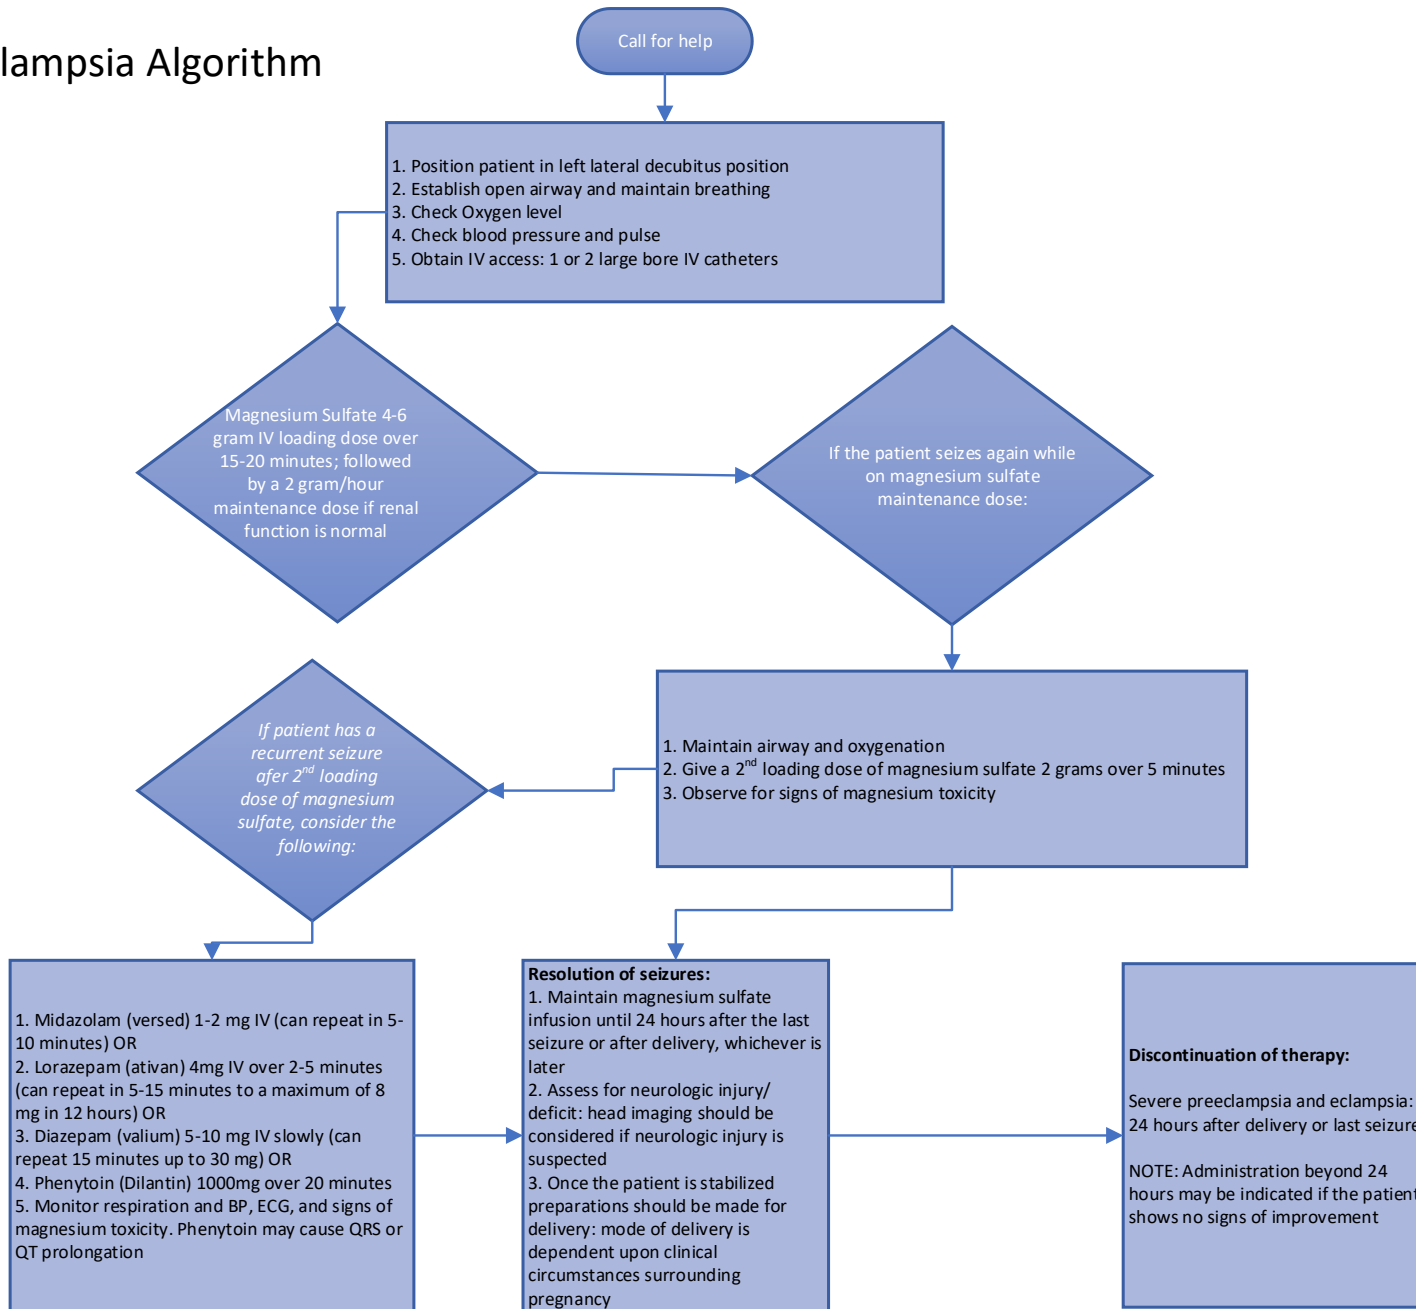 lampsia Algorithm
Call for help
1. Position patient in left lateral decubitus position
2. Establish open airway and maintain breathing
3. Check Oxygen level
4. Check blood pressure and pulse
5. Obtain IV access: 1 or 2 large bore IV catheters
Magnesium Sulfate 4-6
gram IV loading dose over
15-20 minutes; followed
by a 2 gram/hour
maintenance dose if renal
function is normal
If the patient seizes again while
on magnesium sulfate
maintenance dose:
1. Maintain airway and oxygenation
2. Give a 2nd loading dose of magnesium sulfate 2 grams over 5 minutes
3. Observe for signs of magnesium toxicity
If patient has a
recurrent seizure
afer 2nd loading
dose of magnesium
sulfate, consider the
following:
1. Midazolam (versed) 1-2 mg IV (can repeat in 5-
10 minutes) OR
2. Lorazepam (ativan) 4mg IV over 2-5 minutes
(can repeat in 5-15 minutes to a maximum of 8
mg in 12 hours) OR
3. Diazepam (valium) 5-10 mg IV slowly (can
repeat 15 minutes up to 30 mg) OR
4. Phenytoin (Dilantin) 1000mg over 20 minutes
5. Monitor respiration and BP, ECG, and signs of
magnesium toxicity. Phenytoin may cause QRS or
QT prolongation
Resolution of seizures:
1. Maintain magnesium sulfate
infusion until 24 hours after the last
seizure or after delivery, whichever is
later
2. Assess for neurologic injury/
deficit: head imaging should be
considered if neurologic injury is
suspected
3. Once the patient is stabilized
preparations should be made for
delivery: mode of delivery is
dependent upon clinical
circumstances surrounding
pregnancy
Discontinuation of therapy:
Severe preeclampsia and eclampsia:
24 hours after delivery or last seizure
NOTE: Administration beyond 24
hours may be indicated if the patient
shows no signs of improvement